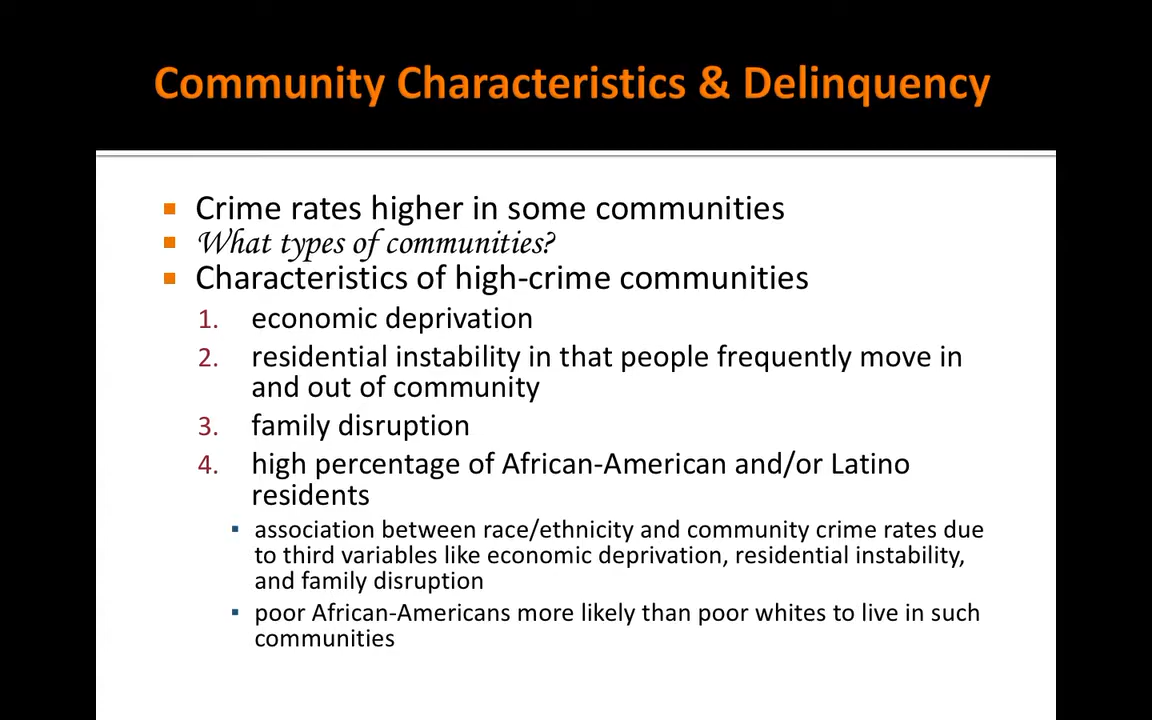 Community Characteristics & Delinquency
Crime rates higher in some communities
What types of communities?
Characteristics of high-crime communities
1. economic deprivation
2. residential instability in that people frequently move in
and out of community
3. family disruption
4. high percentage of African-American and/or Latino
residents
association between race/ethnicity and community crime rates due
to third variables like economic deprivation, residential instability,
and family disruption
poor African-Americans more likely than poor whites to live in such
communities